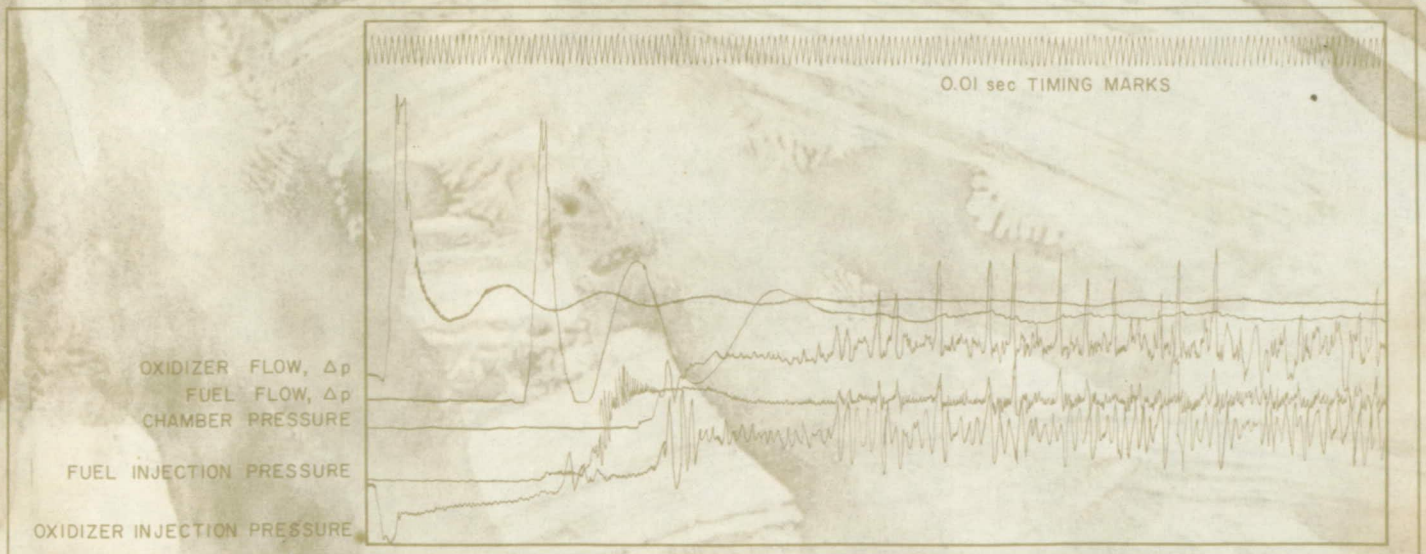 0.01 sec TIMING MARKS
OXIDIZER FLOW, Δp
FUEL FLOW, Δp
CHAMBER PRESSURE
FUEL INJECTION PRESSURE
OXIDIZER INJECTION PRESSURE